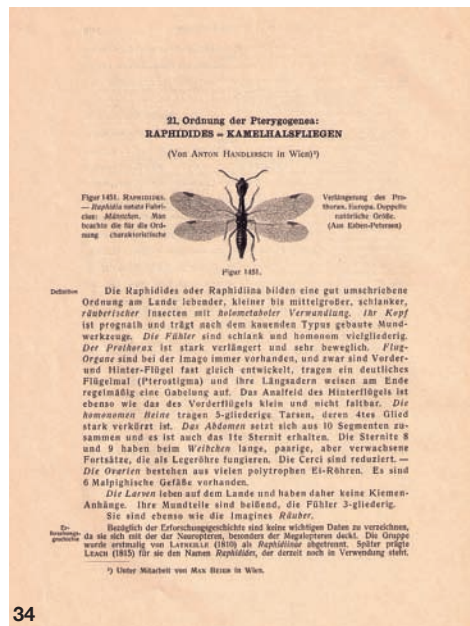 21. Ordnung der Pterygogenea:
RAPHIDIDES = KAMELHALSFLIEGEN
(Von ANTON HANDLIRSCH in Wien)¹)
Figur 1451. RAPHIDIDES.
— Raphidia notata Fabri-
cius: Männchen. Man
beachte die für die Ord-
nung charakteristische
Verlängerung des Pro-
thorax. Europa. Doppelte
natürliche Größe.
(Aus Esben-Petersen)
Figur 1451.
Definition
Die Raphidides oder Raphidiina bilden eine gut umschriebene
Ordnung am Lande lebender, kleiner bis mittelgroßer, schlanker,
räuberischer Insecten mit holometaboler Verwandlung. Ihr Kopf
ist prognath und trägt nach dem kauenden Typus gebaute Mund-
werkzeuge. Die Fühler sind schlank und homonom vielgliederig.
Der Prothorax ist stark verlängert und sehr beweglich. Flug-
Organe sind bei der Imago immer vorhanden, und zwar sind Vorder-
und Hinter-Flügel fast gleich entwickelt, tragen ein deutliches
Flügelmal (Pterostigma) und ihre Längsadern weisen am Ende
regelmäßig eine Gabelung auf. Das Analfeld des Hinterflügels ist
ebenso wie das des Vorderflügels klein und nicht faltbar. Die
homonomen Beine tragen 5-gliederige Tarsen, deren 4tes Glied
stark verkürzt ist. Das Abdomen setzt sich aus 10 Segmenten zu-
sammen und es ist auch das 1te Sternit erhalten. Die Sternite 8
und 9 haben beim Weibchen lange, paarige, aber verwachsene
Fortsätze, die als Legeröhre fungieren. Die Cerci sind reduziert. —
Die Ovarien bestehen aus vielen polytrophen Ei-Röhren. Es sind
6 Malpighische Gefäße vorhanden.
Die Larven leben auf dem Lande und haben daher keine Kiemen-
Anhänge. Ihre Mundteile sind beißend, die Fühler 3-gliederig.
Sie sind ebenso wie die Imagines Räuber.
Er-
forschungs-
geschichte
Bezüglich der Erforschungsgeschichte sind keine wichtigen Daten zu verzeichnen,
da sie sich mit der der Neuropteren, besonders der Megalopteren deckt. Die Gruppe
wurde erstmalig von LATREILLE (1810) als Raphidiinae abgetrennt. Später prägte
LEACH (1815) für sie den Namen Raphidides, der derzeit noch in Verwendung steht.
¹) Unter Mitarbeit von MAX BEIER in Wien.
34